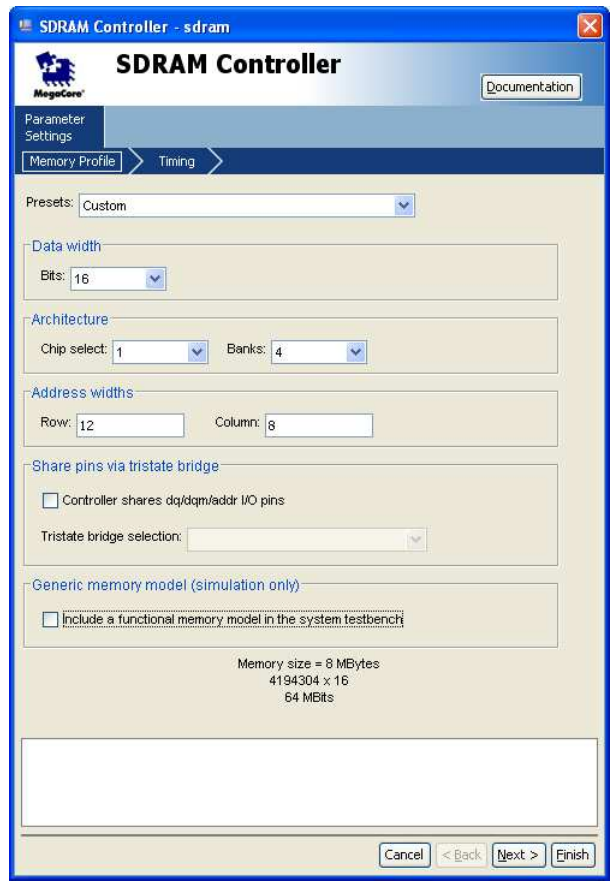 SDRAM Controller - sdram
MegaCore'
SDRAM Controller
Documentation
Parameter
Settings
Memory Profile
Timing
Presets: Custom
Data width
Bits: 16
Architecture
Chip select: 1 Banks: 4
Address widths
Row: 12 Column: 8
Share pins via tristate bridge
Controller shares dq/dqm/addr I/O pins
Tristate bridge selection:
Generic memory model (simulation only)
Include a functional memory model in the system testbench
Memory size = 8 MBytes
4194304 x 16
64 MBits
Cancel < Back Next > Finish